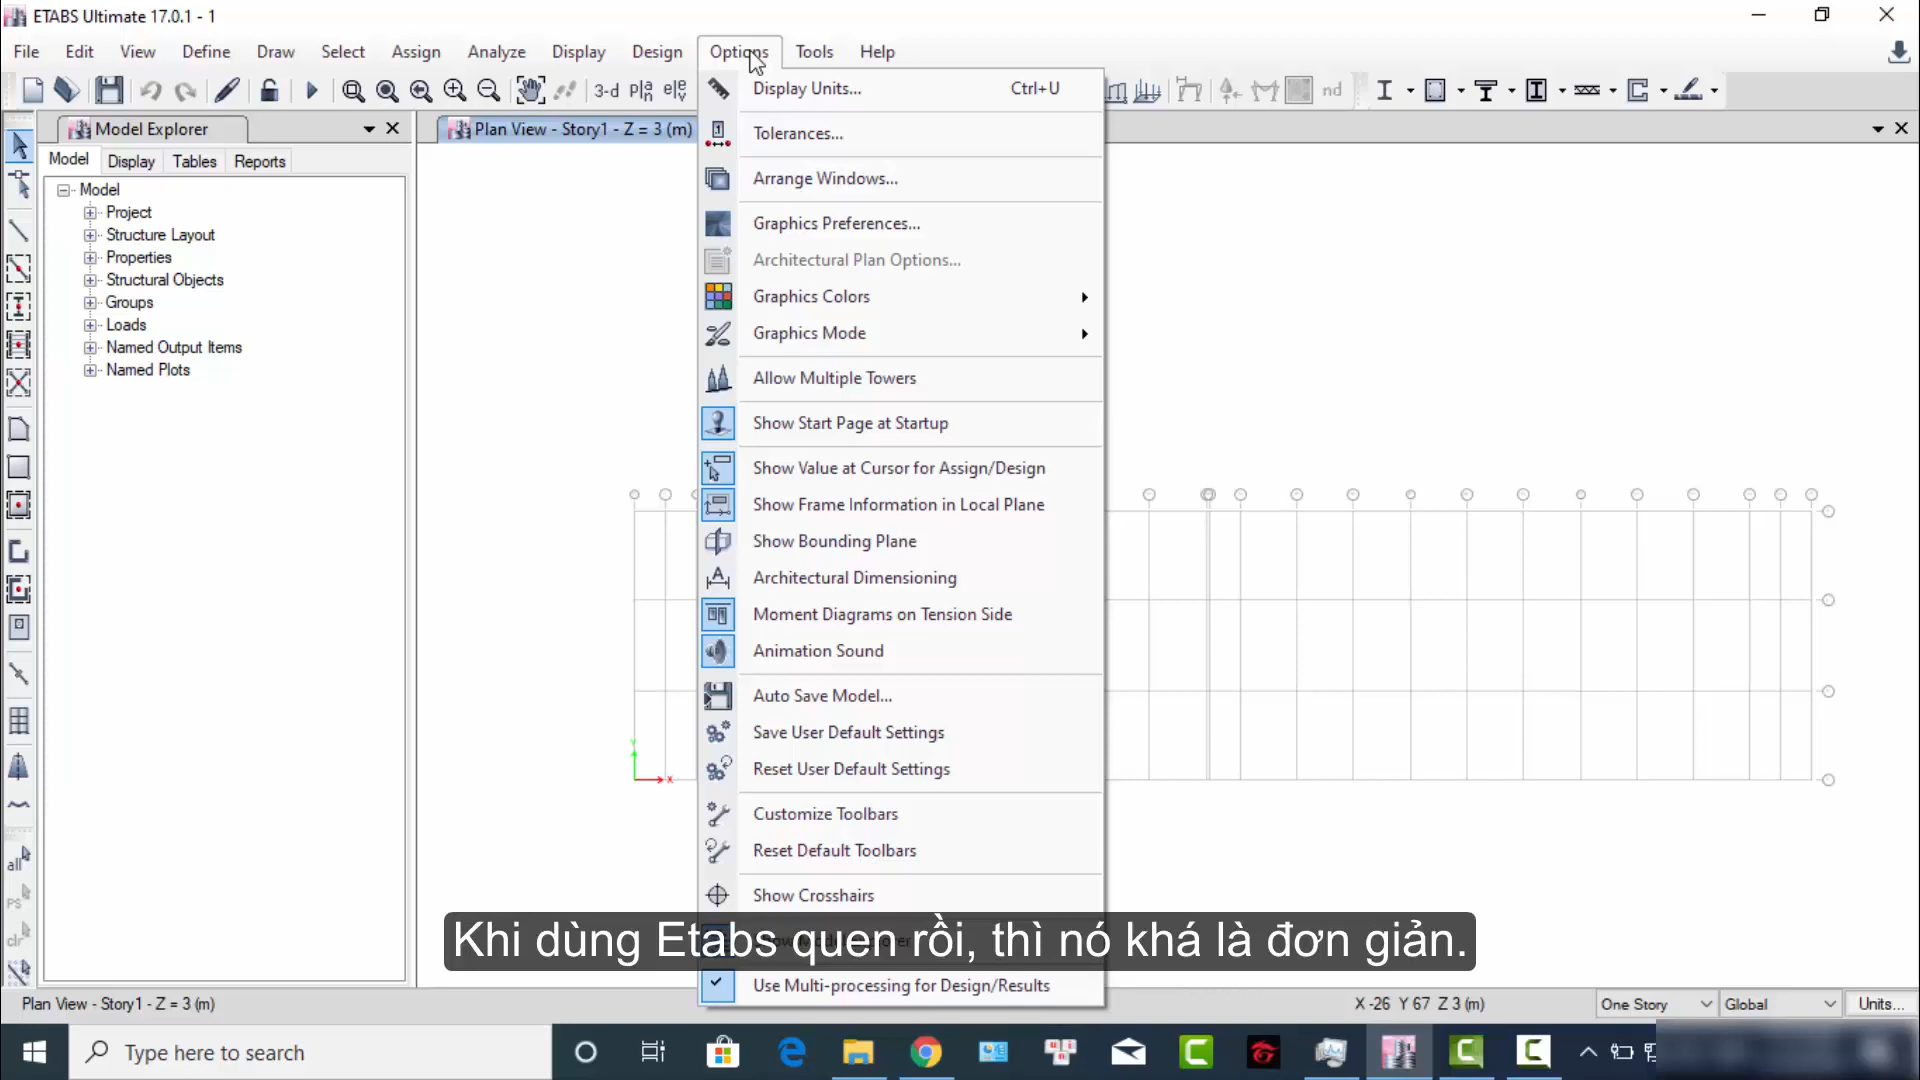 ETABS Ultimate 17.0.1 - 1
File Edit View Define Draw Select Assign Analyze Display Design Options Tools Help
3-d nd
Model Explorer
Plan View - Story1 - Z = 3 (m)
Model Display Tables Reports
Model
Project
Structure Layout
Properties
Structural Objects
Groups
Loads
Named Output Items
Named Plots
Display Units... Ctrl+U
Tolerances...
Arrange Windows...
Graphics Preferences...
Architectural Plan Options...
Graphics Colors
Graphics Mode
Allow Multiple Towers
Show Start Page at Startup
Show Value at Cursor for Assign/Design
Show Frame Information in Local Plane
Show Bounding Plane
Architectural Dimensioning
Moment Diagrams on Tension Side
Animation Sound
Auto Save Model...
Save User Default Settings
Reset User Default Settings
Customize Toolbars
Reset Default Toolbars
Show Crosshairs
Use Multi-processing for Design/Results
Y
X
all
PS
clr
Khi dùng Etabs quen rồi, thì nó khá là đơn giản.
Plan View - Story1 - Z = 3 (m)
X -26 Y 67 Z 3 (m)
One Story
Global
Units...
Type here to search